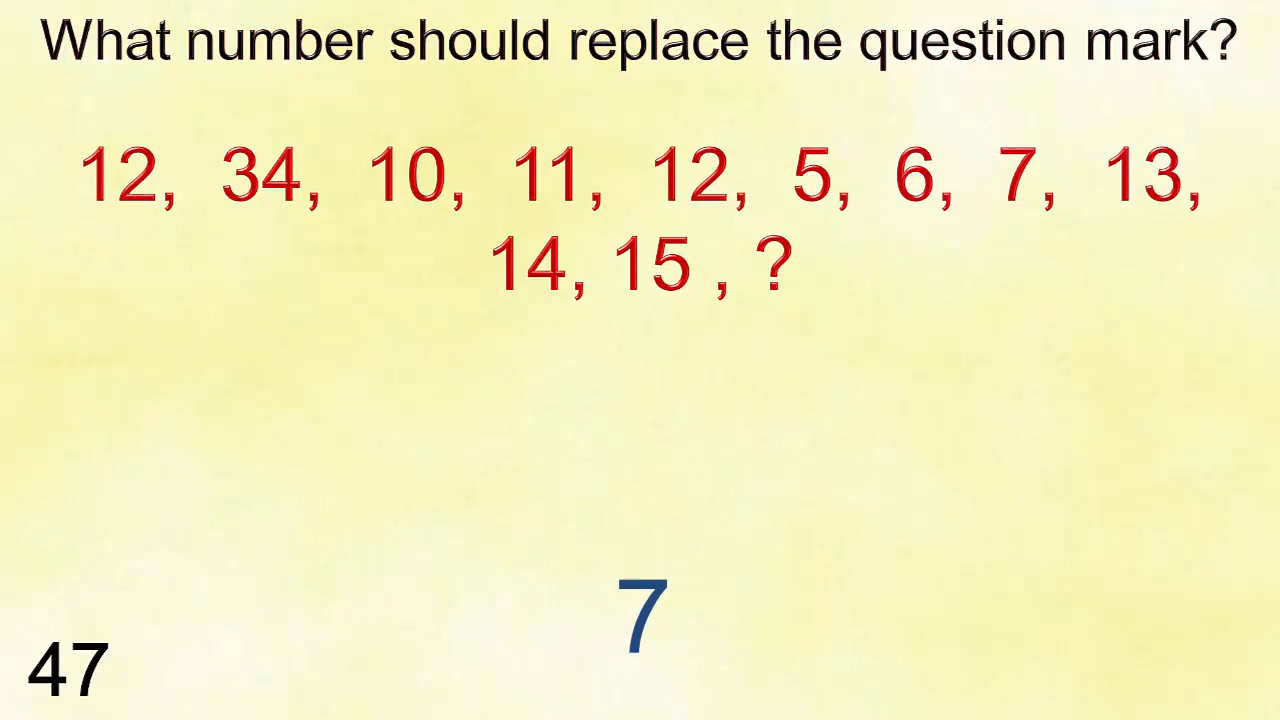 What number should replace the question mark?
12, 34, 10, 11, 12, 5, 6, 7, 13,
14, 15 , ?
7
47